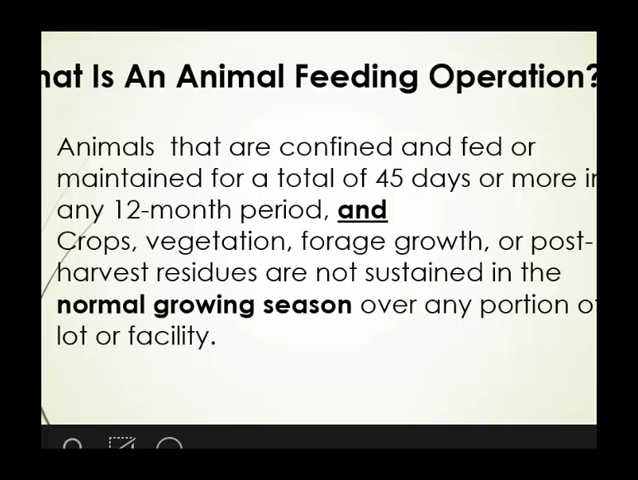 hat Is An Animal Feeding Operation?
Animals that are confined and fed or
maintained for a total of 45 days or more in
any 12-month period, and
Crops, vegetation, forage growth, or post-
harvest residues are not sustained in the
normal growing season over any portion of
lot or facility.